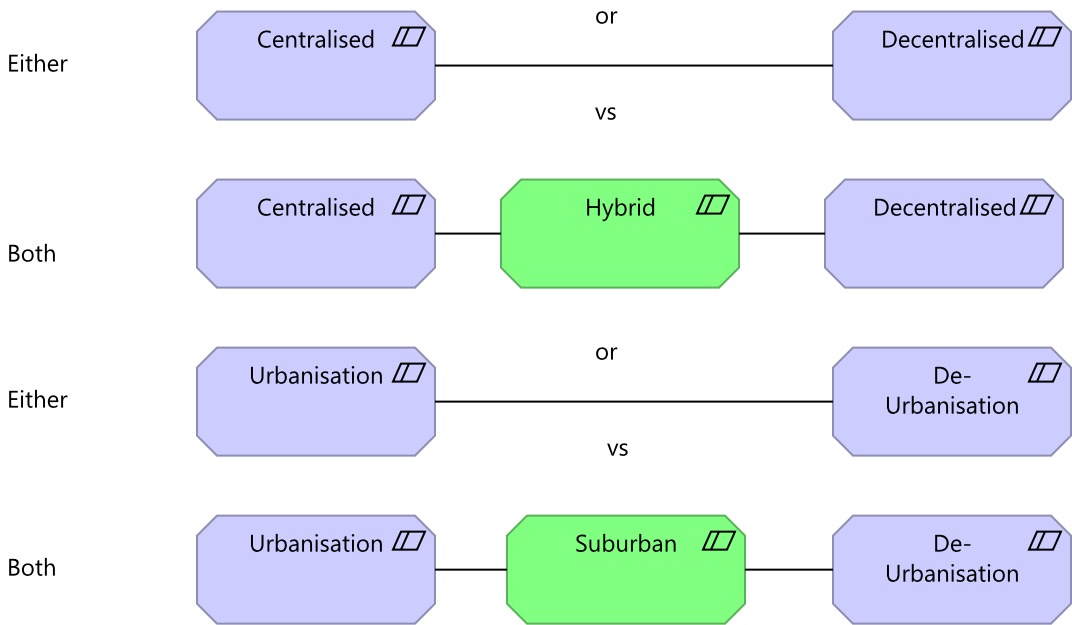 or
Either
Centralised
Decentralised
vs
Both
Centralised
Hybrid
Decentralised
or
Either
Urbanisation
De-
Urbanisation
vs
Both
Urbanisation
Suburban
De-
Urbanisation